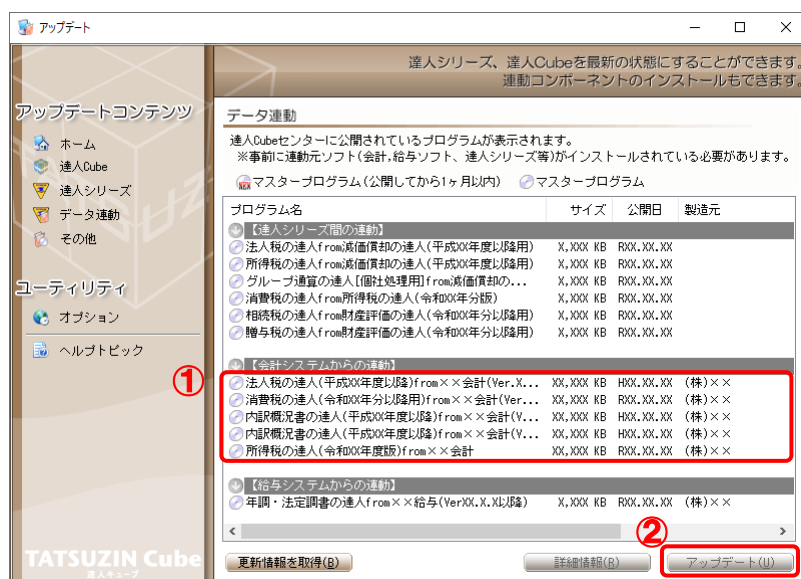 アップデート
達人シリーズ、達人Cubeを最新の状態にすることができます。
連動コンポーネントのインストールもできます。
アップデートコンテンツ
ホーム
達人Cube
達人シリーズ
データ連動
その他
ユーティリティ
オプション
ヘルプトピック
データ連動
達人Cubeセンターに公開されているプログラムが表示されます。
※事前に連動元ソフト(会計,給与ソフト、達人シリーズ等)がインストールされている必要があります。
NEW マスタープログラム(公開してから1ヶ月以内) マスタープログラム
プログラム名 サイズ 公開日 製造元
【達人シリーズ間の連動】
法人税の達人from減価償却の達人(平成XX年度以降用) X,XXX KB RXX.XX.XX
所得税の達人from減価償却の達人(令和XX年度以降用) X,XXX KB RXX.XX.XX
グループ通算の達人[個社処理用]from減価償却の... X,XXX KB RXX.XX.XX
消費税の達人from所得税の達人(令和XX年分版) X,XXX KB RXX.XX.XX
相続税の達人from財産評価の達人(令和XX年分以降用) X,XXX KB RXX.XX.XX
贈与税の達人from財産評価の達人(令和XX年分以降用) X,XXX KB RXX.XX.XX
【会計システムからの連動】
①
法人税の達人(平成XX年度以降)from××会計(Ver.X... XX,XXX KB HXX.XX.XX (株)××
消費税の達人(令和XX年分以降用)from××会計(Ver... XX,XXX KB RXX.XX.XX (株)××
内訳概況書の達人(平成XX年度以降)from××会計(V... XX,XXX KB RXX.XX.XX (株)××
内訳概況書の達人(平成XX年度以降)from××会計(V... XX,XXX KB RXX.XX.XX (株)××
所得税の達人(令和XX年度版)from××会計 XX,XXX KB RXX.XX.XX (株)××
【給与システムからの連動】
年調・法定調書の達人from××給与(VerXX.X.X以降) X,XXX KB RXX.XX.XX (株)××
②
更新情報を取得(B) 詳細情報(R) アップデート(U)
TATSUZIN Cube
達人キューブ